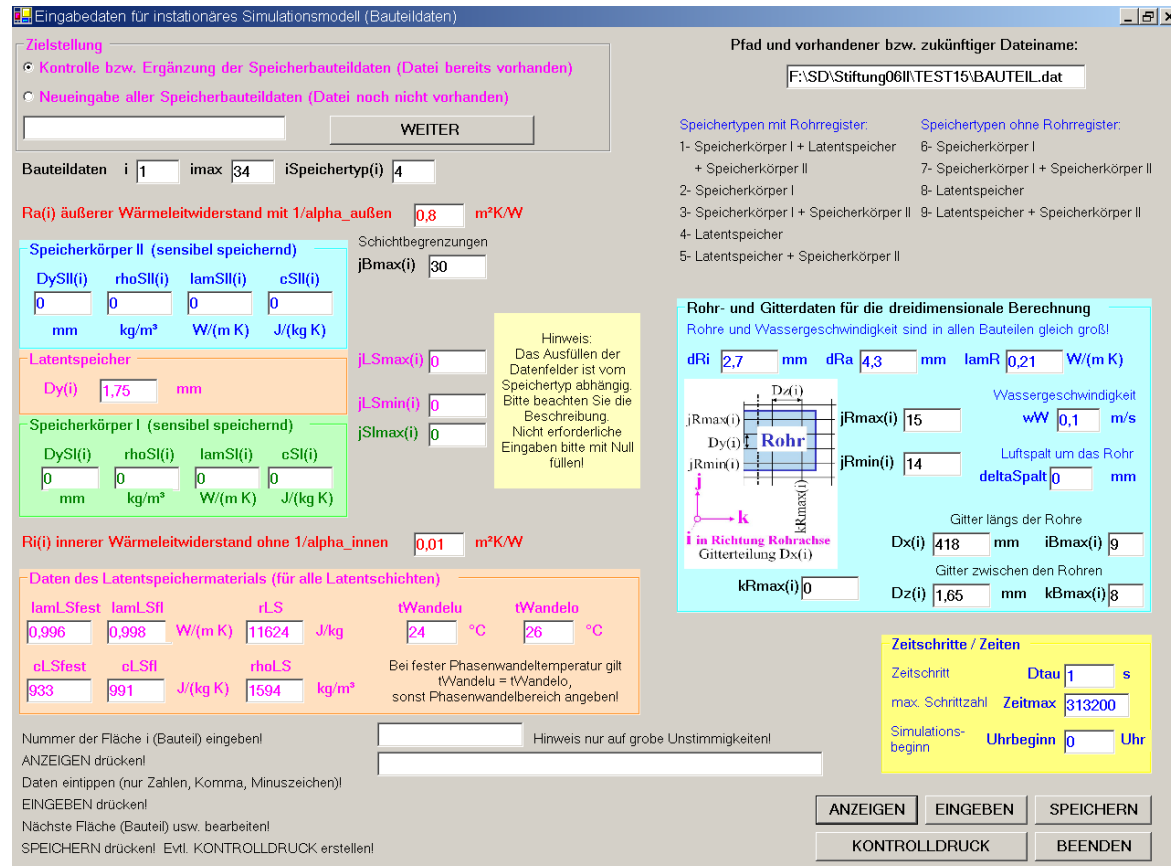 Eingabedaten für instationäres Simulationsmodell (Bauteildaten)
Zielstellung
Kontrolle bzw. Ergänzung der Speicherbauteildaten (Datei bereits vorhanden)
Neueingabe aller Speicherbauteildaten (Datei noch nicht vorhanden)
WEITER
Pfad und vorhandener bzw. zukünftiger Dateiname:
F:\SD\Stiftung06II\TEST15\BAUTEIL.dat
Speichertypen mit Rohrregister:
1- Speicherkörper I + Latentspeicher
+ Speicherkörper II
2- Speicherkörper I
3- Speicherkörper I + Speicherkörper II
4- Latentspeicher
5- Latentspeicher + Speicherkörper II
Speichertypen ohne Rohrregister:
6- Speicherkörper I
7- Speicherkörper I + Speicherkörper II
8- Latentspeicher
9- Latentspeicher + Speicherkörper II
Bauteildaten i 1 imax 34 iSpeichertyp(i) 4
Ra(i) äußerer Wärmeleitwiderstand mit 1/alpha_außen 0,8 m²K/W
Speicherkörper II (sensibel speichernd)
DySII(i) rhoSII(i) lamSII(i) cSII(i)
0 0 0 0
mm kg/m³ W/(m K) J/(kg K)
Schichtbegrenzungen
jBmax(i) 30
Latentspeicher
Dy(i) 1,75 mm
jLSmax(i) 0
jLSmin(i) 0
jSImax(i) 0
Speicherkörper I (sensibel speichernd)
DySI(i) rhoSI(i) lamSI(i) cSI(i)
0 0 0 0
mm kg/m³ W/(m K) J/(kg K)
Hinweis:
Das Ausfüllen der
Datenfelder ist vom
Speichertyp abhängig.
Bitte beachten Sie die
Beschreibung.
Nicht erforderliche
Eingaben bitte mit Null
füllen!
Ri(i) innerer Wärmeleitwiderstand ohne 1/alpha_innen 0,01 m²K/W
Daten des Latentspeichermaterials (für alle Latentschichten)
lamLSfest lamLSfl rLS tWandelu tWandelo
0,996 0,998 W/(m K) 11624 J/kg 24 °C 26 °C
cLSfest cLSfl rhoLS
933 991 J/(kg K) 1594 kg/m³
Bei fester Phasenwandeltemperatur gilt
tWandelu = tWandelo,
sonst Phasenwandelbereich angeben!
Rohr- und Gitterdaten für die dreidimensionale Berechnung
Rohre und Wassergeschwindigkeit sind in allen Bauteilen gleich groß!
dRi 2,7 mm dRa 4,3 mm lamR 0,21 W/(m K)
Dz(i)
jRmax(i)
Dy(i) Rohr
jRmin(i)
kRmax(i)
j
k
i in Richtung Rohrachse
Gitterteilung Dx(i)
jRmax(i) 15
jRmin(i) 14
Wassergeschwindigkeit
wW 0,1 m/s
Luftspalt um das Rohr
deltaSpalt 0 mm
Gitter längs der Rohre
Dx(i) 418 mm iBmax(i) 9
Gitter zwischen den Rohren
kRmax(i) 0
Dz(i) 1,65 mm kBmax(i) 8
Zeitschritte / Zeiten
Zeitschritt Dtau 1 s
max. Schrittzahl Zeitmax 313200
Simulations-
beginn Uhrbeginn 0 Uhr
Nummer der Fläche i (Bauteil) eingeben!
Hinweis nur auf grobe Unstimmigkeiten!
ANZEIGEN drücken!
Daten eintippen (nur Zahlen, Komma, Minuszeichen)!
EINGEBEN drücken!
Nächste Fläche (Bauteil) usw. bearbeiten!
SPEICHERN drücken! Evtl. KONTROLLDRUCK erstellen!
ANZEIGEN EINGEBEN SPEICHERN
KONTROLLDRUCK BEENDEN